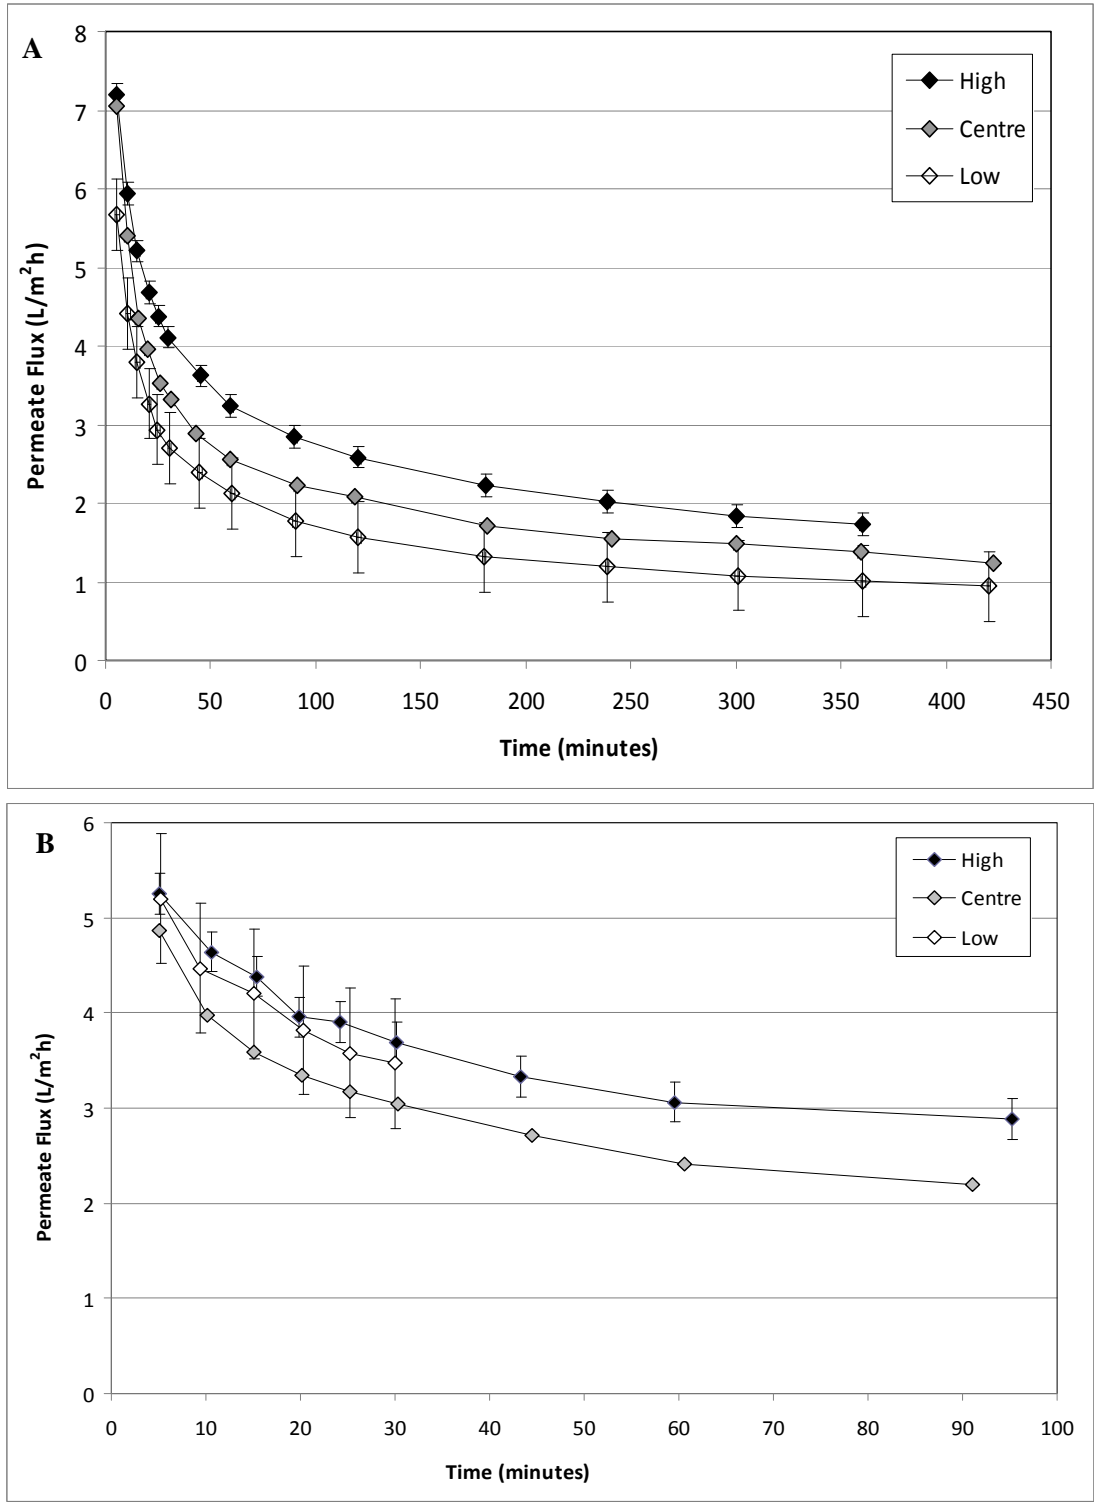 A
8
7
6
5
4
3
2
1
0
Permeate Flux (L/m²h)
High
Centre
Low
0 50 100 150 200 250 300 350 400 450
Time (minutes)
B
6
5
4
3
2
1
0
Permeate Flux (L/m²h)
High
Centre
Low
0 10 20 30 40 50 60 70 80 90 100
Time (minutes)